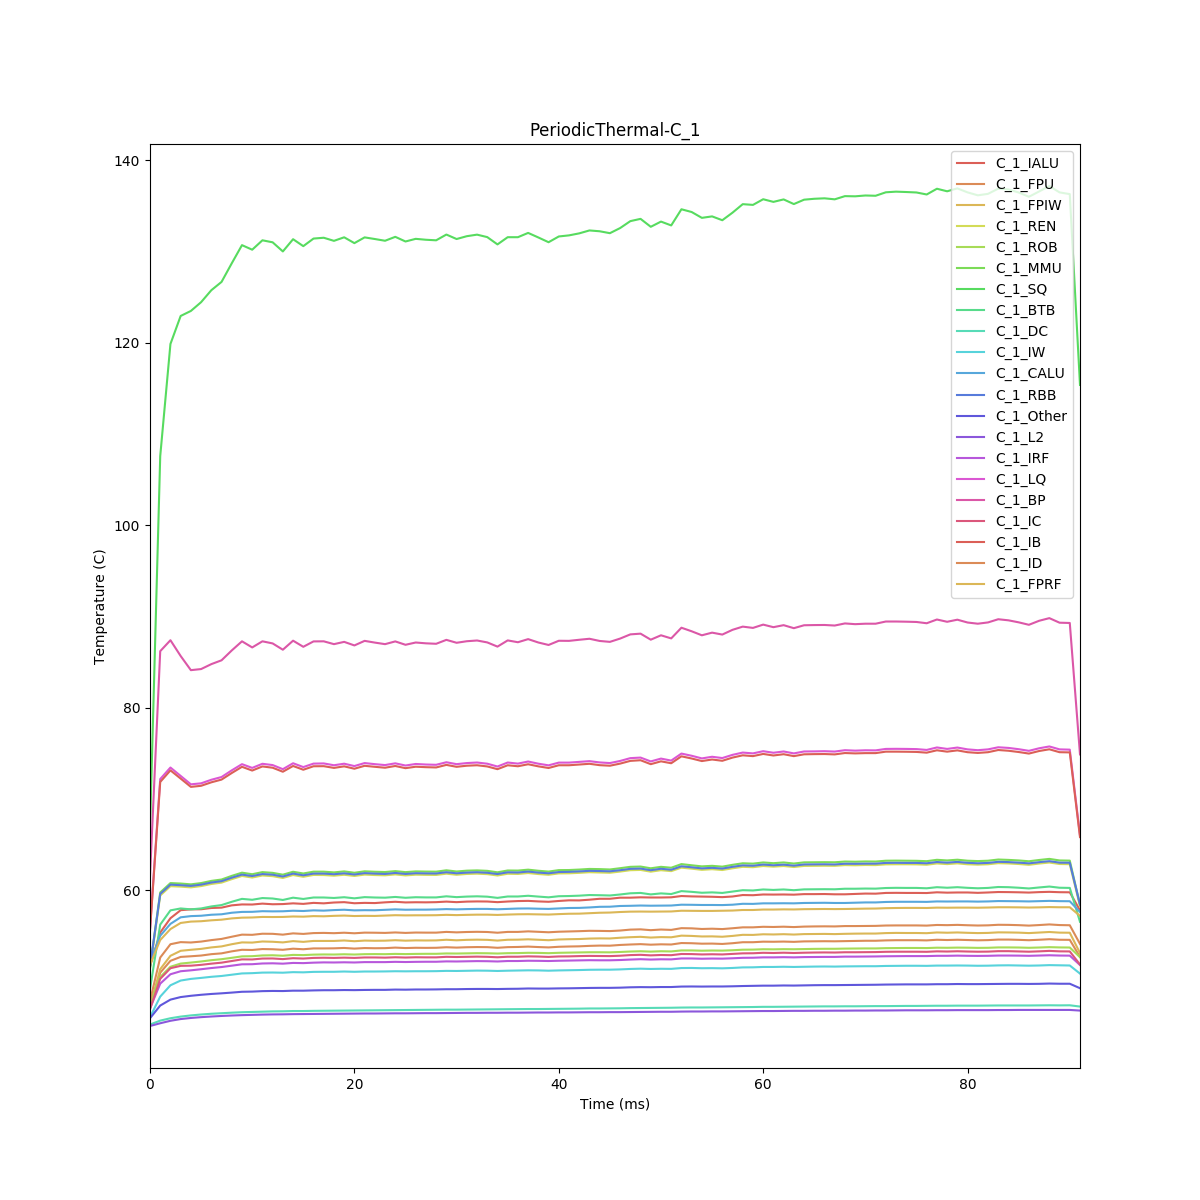 PeriodicThermal-C_1
140
120
100
80
60
Temperature (C)
0
20
40
60
80
Time (ms)
C_1_IALU
C_1_FPU
C_1_FPIW
C_1_REN
C_1_ROB
C_1_MMU
C_1_SQ
C_1_BTB
C_1_DC
C_1_IW
C_1_CALU
C_1_RBB
C_1_Other
C_1_L2
C_1_IRF
C_1_LQ
C_1_BP
C_1_IC
C_1_IB
C_1_ID
C_1_FPRF